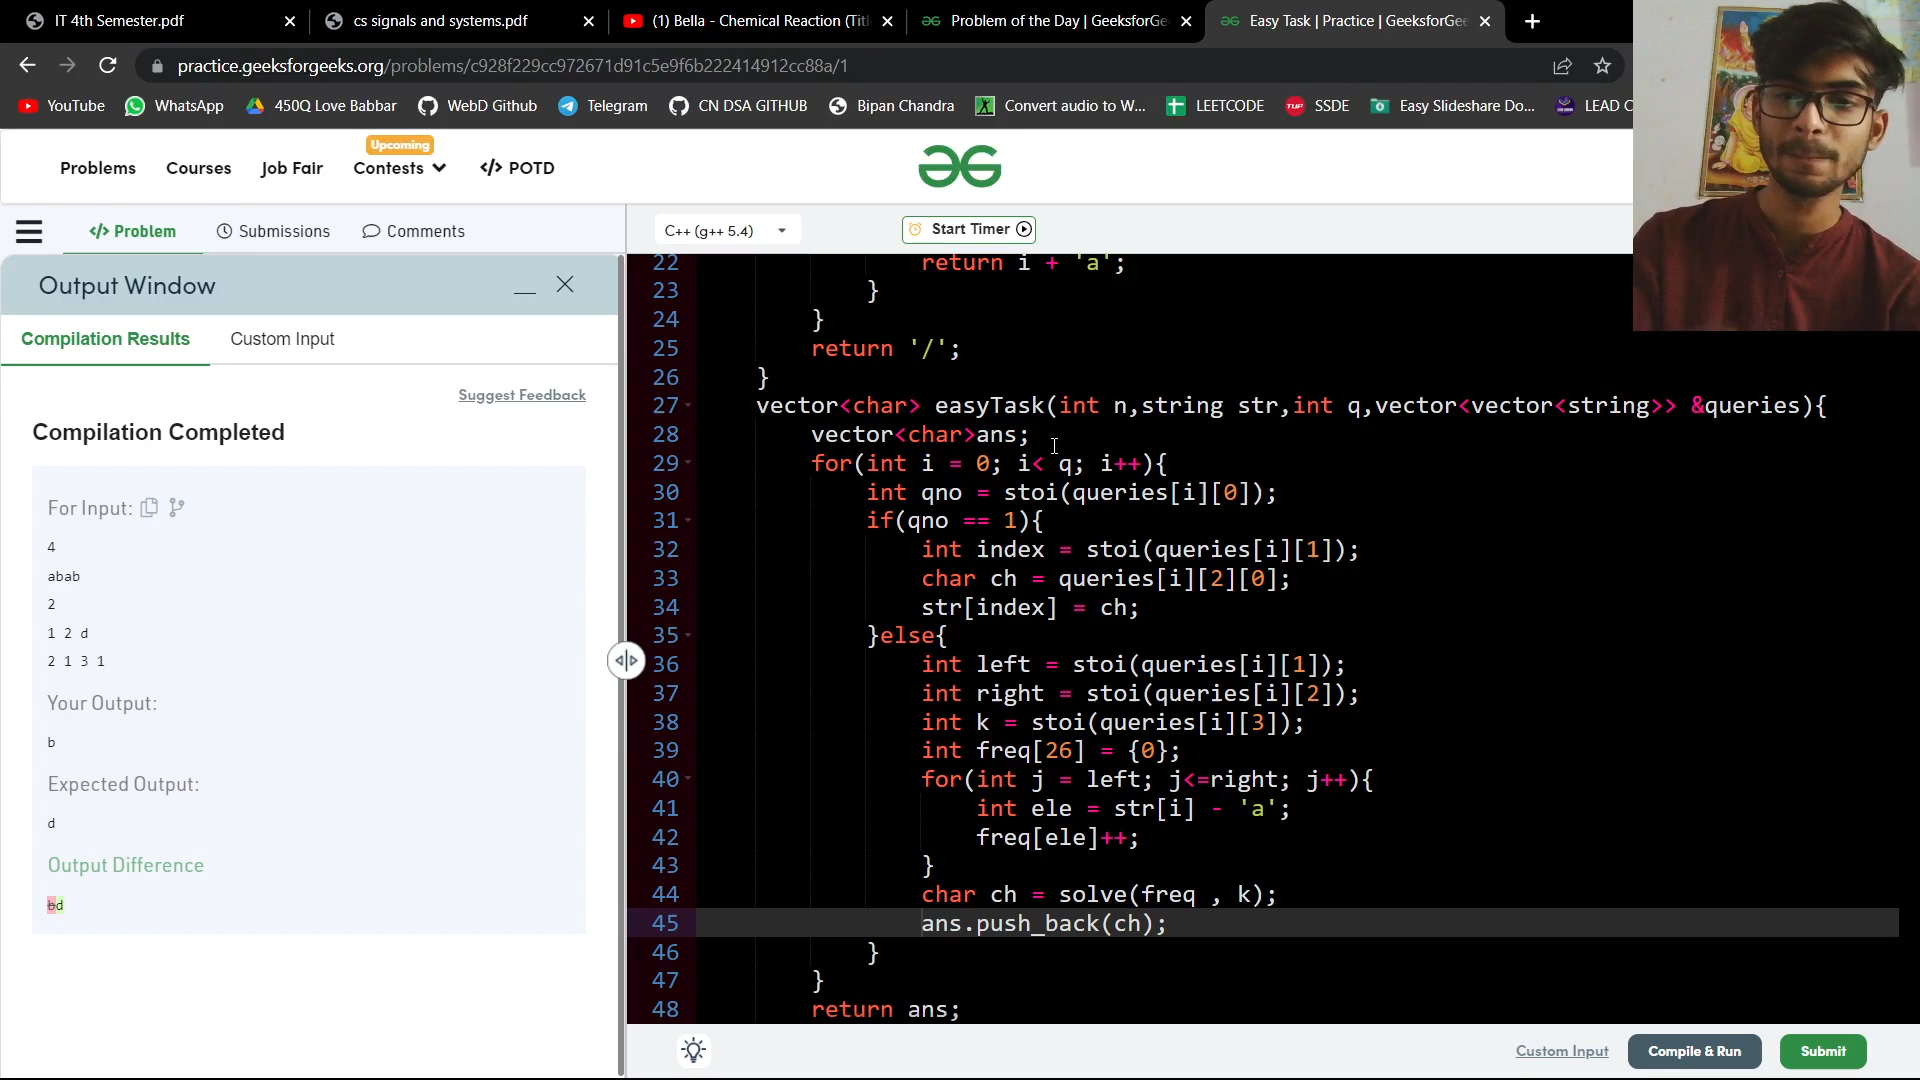 IT 4th Semester.pdf
cs signals and systems.pdf
(1) Bella - Chemical Reaction (Titl
Problem of the Day | GeeksforGe
Easy Task | Practice | GeeksforGee
practice.geeksforgeeks.org/problems/c928f229cc972671d91c5e9f6b222414912cc88a/1
YouTube
WhatsApp
450Q Love Babbar
WebD Github
Telegram
CN DSA GITHUB
Bipan Chandra
Convert audio to W...
LEETCODE
TUF
SSDE
Easy Slideshare Do...
LEAD C
Upcoming
Problems
Courses
Job Fair
Contests
</> POTD
</> Problem
Submissions
Comments
C++ (g++ 5.4)
Start Timer
Output Window
Compilation Results
Custom Input
Suggest Feedback
Compilation Completed
For Input:
4
abab
2
1 2 d
2 1 3 1
Your Output:
b
Expected Output:
d
Output Difference
bd
22 return i + 'a';
23 }
24 }
25 return '/';
26 }
27 vector<char> easyTask(int n,string str,int q,vector<vector<string>> &queries){
28 vector<char>ans;
29 for(int i = 0; i< q; i++){
30 int qno = stoi(queries[i][0]);
31 if(qno == 1){
32 int index = stoi(queries[i][1]);
33 char ch = queries[i][2][0];
34 str[index] = ch;
35 }else{
36 int left = stoi(queries[i][1]);
37 int right = stoi(queries[i][2]);
38 int k = stoi(queries[i][3]);
39 int freq[26] = {0};
40 for(int j = left; j<=right; j++){
41 int ele = str[i] - 'a';
42 freq[ele]++;
43 }
44 char ch = solve(freq , k);
45 ans.push_back(ch);
46 }
47 }
48 return ans;
Custom Input
Compile & Run
Submit